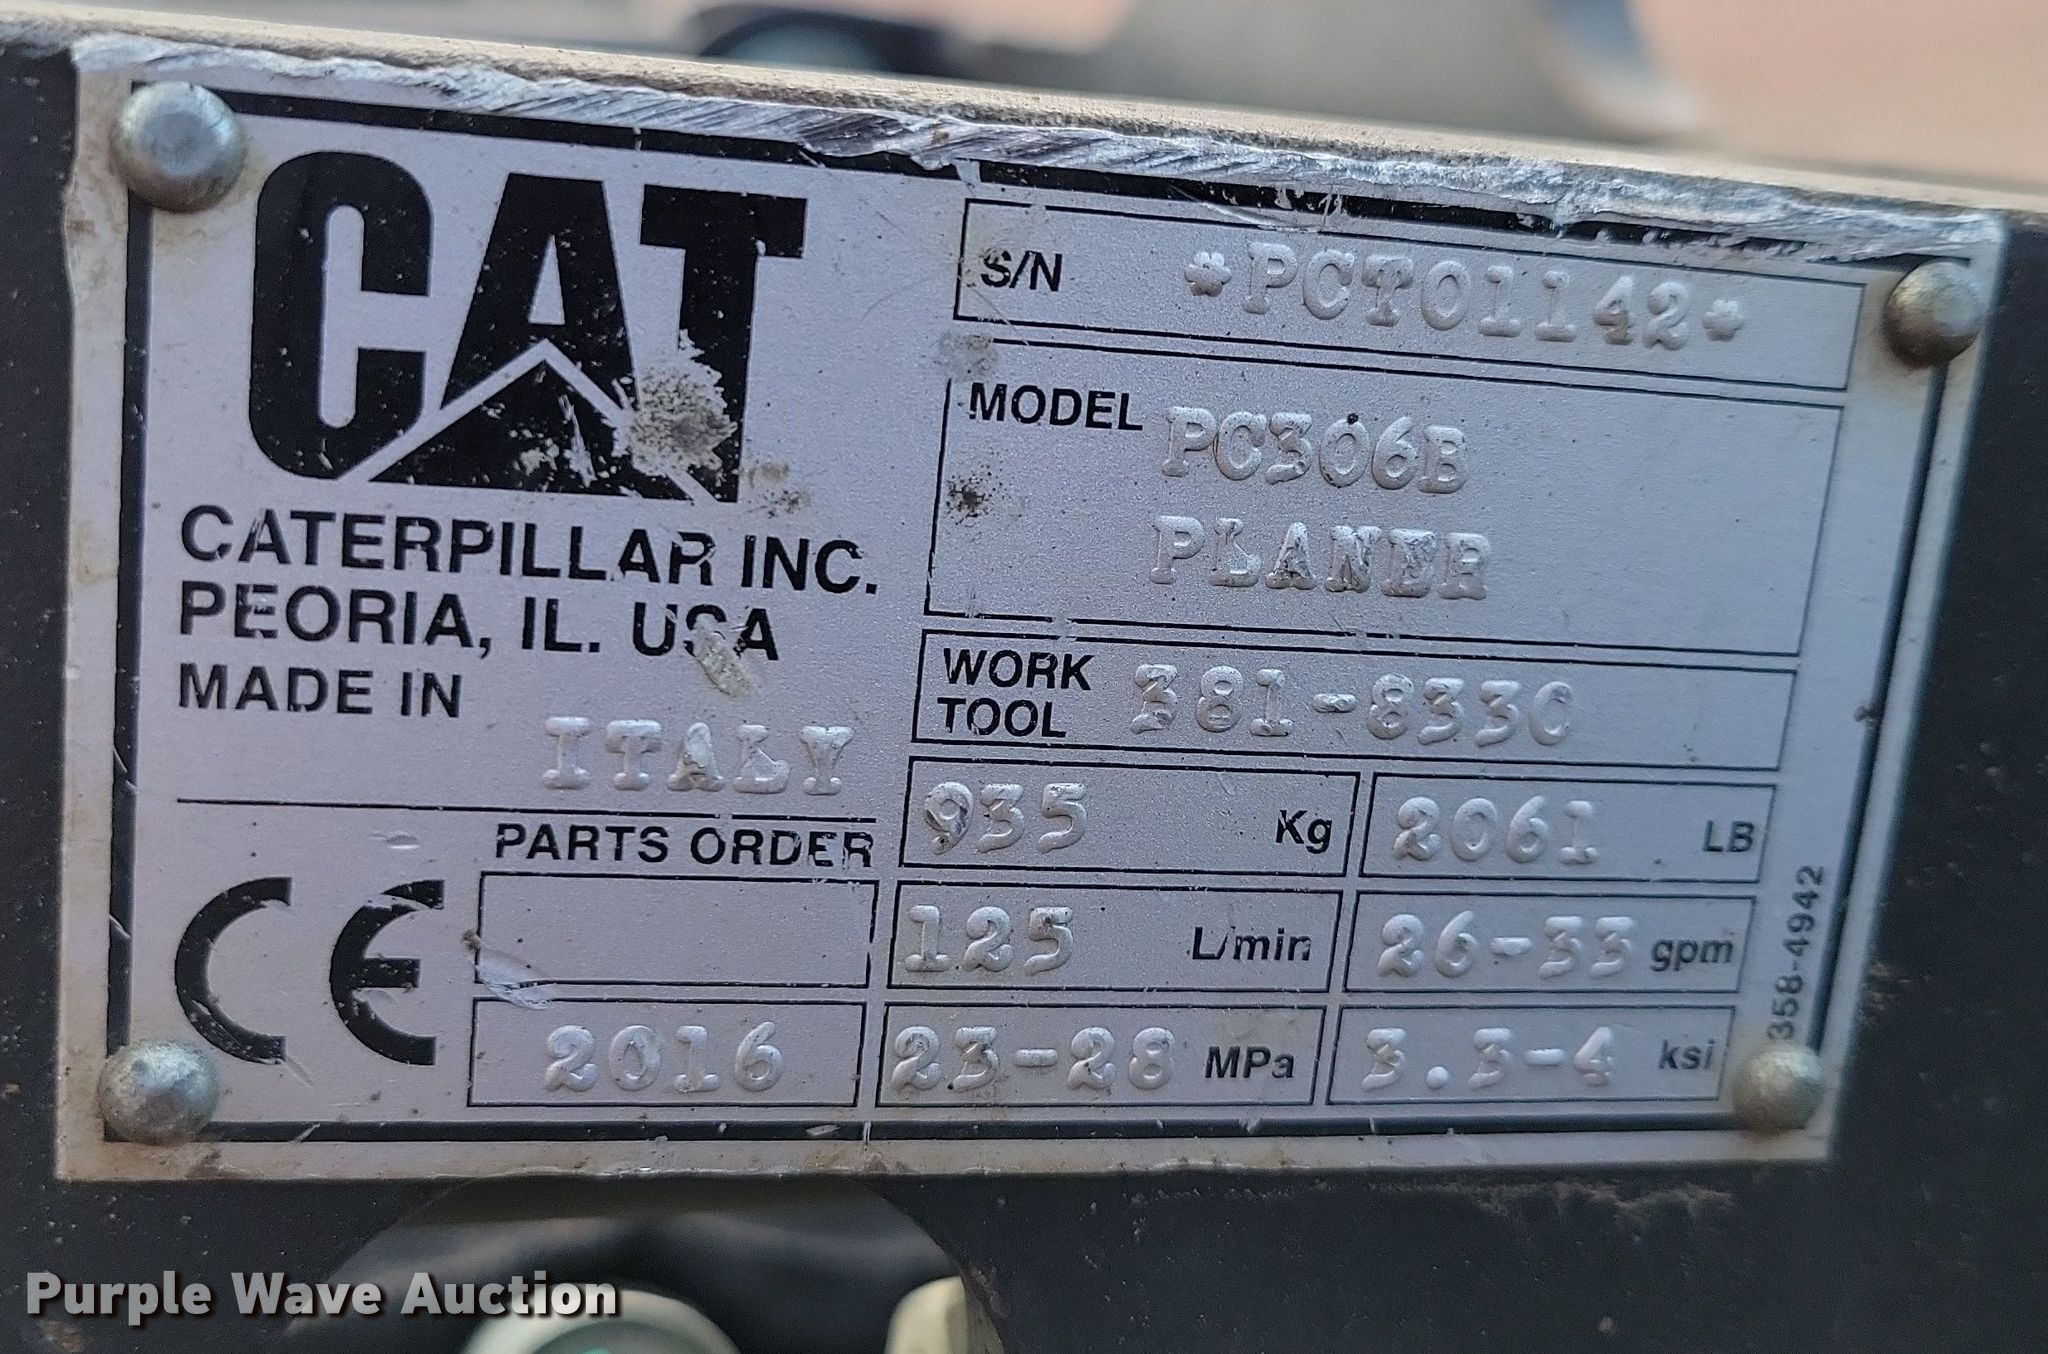 CAT
CATERPILLAR INC.
PEORIA, IL. USA
MADE IN
ITALY
PARTS ORDER
CE
2016
S/N *PCT01142*
MODEL PC306B
PLANER
WORK TOOL 381-8330
935 Kg 2061 LB
125 L/min 26-33 gpm
23-28 MPa 3.3-4 ksi
358-4942
Purple Wave Auction